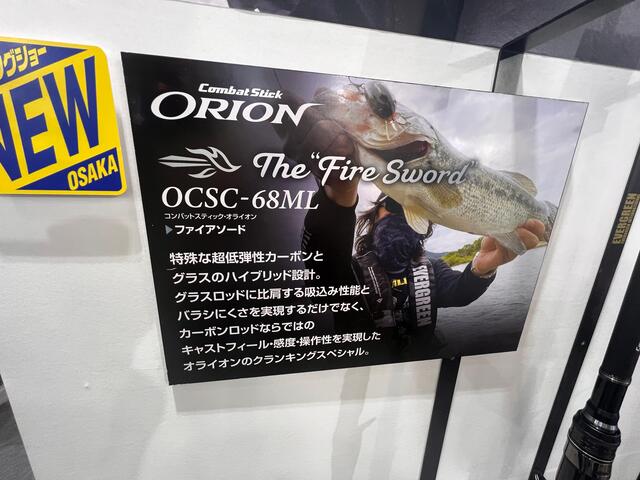 グショー
NEW
OSAKA
Combat Stick
ORION
The "Fire Sword"
OCSC-68ML
コンバットスティック・オライオン
▶ファイアソード
特殊な超低弾性カーボンと
グラスのハイブリッド設計。
グラスロッドに比肩する吸込み性能と
バラシにくさを実現するだけでなく、
カーボンロッドならではの
キャストフィール・感度・操作性を実現した
オライオンのクランキングスペシャル。
EVERGREEN
EVERGREEN